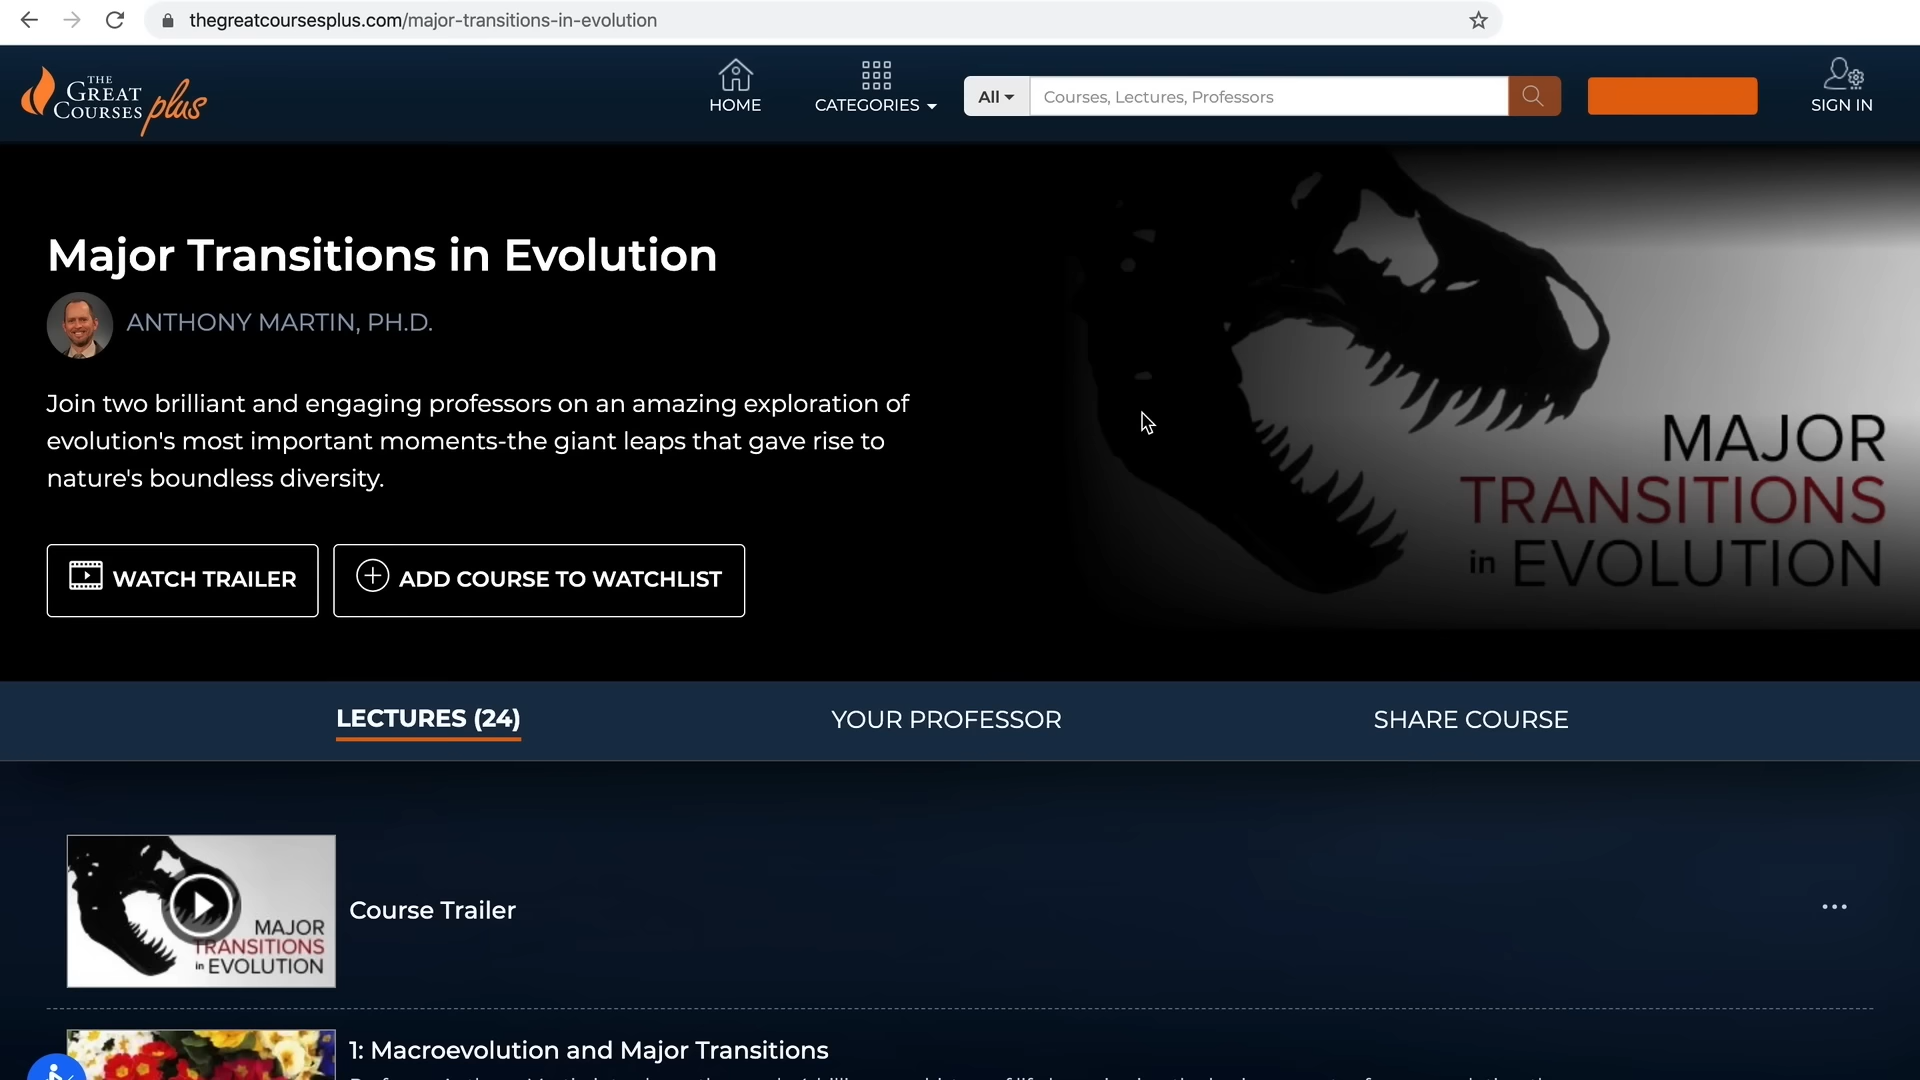 thegreatcoursesplus.com/major-transitions-in-evolution
THE
GREAT
COURSES plus
HOME
CATEGORIES
All
Courses, Lectures, Professors
SIGN IN
Major Transitions in Evolution
ANTHONY MARTIN, PH.D.
Join two brilliant and engaging professors on an amazing exploration of
evolution's most important moments-the giant leaps that gave rise to
nature's boundless diversity.
WATCH TRAILER
ADD COURSE TO WATCHLIST
MAJOR
TRANSITIONS
in EVOLUTION
LECTURES (24)
YOUR PROFESSOR
SHARE COURSE
MAJOR
TRANSITIONS
in EVOLUTION
Course Trailer
1: Macroevolution and Major Transitions